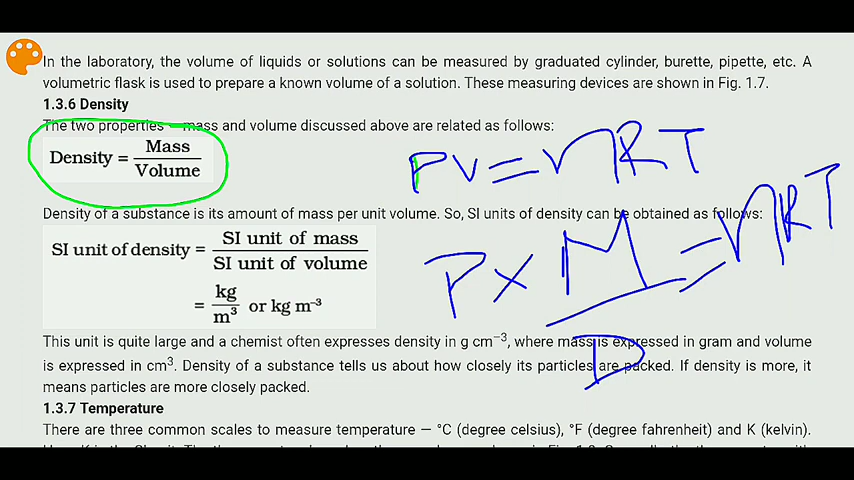 In the laboratory, the volume of liquids or solutions can be measured by graduated cylinder, burette, pipette, etc. A
volumetric flask is used to prepare a known volume of a solution. These measuring devices are shown in Fig. 1.7.
1.3.6 Density
The two properties — mass and volume discussed above are related as follows:
Density = Mass / Volume
PV = nRT
Density of a substance is its amount of mass per unit volume. So, SI units of density can be obtained as follows:
SI unit of density = SI unit of mass / SI unit of volume
= kg / m³ or kg m⁻³
P × M / D = nRT
This unit is quite large and a chemist often expresses density in g cm⁻³, where mass is expressed in gram and volume
is expressed in cm³. Density of a substance tells us about how closely its particles are packed. If density is more, it
means particles are more closely packed.
1.3.7 Temperature
There are three common scales to measure temperature — °C (degree celsius), °F (degree fahrenheit) and K (kelvin).